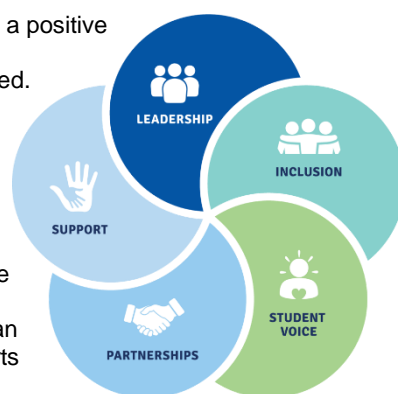 a positive
ed.
LEADERSHIP
INCLUSION
SUPPORT
e
STUDENT
VOICE
an
ts
PARTNERSHIPS